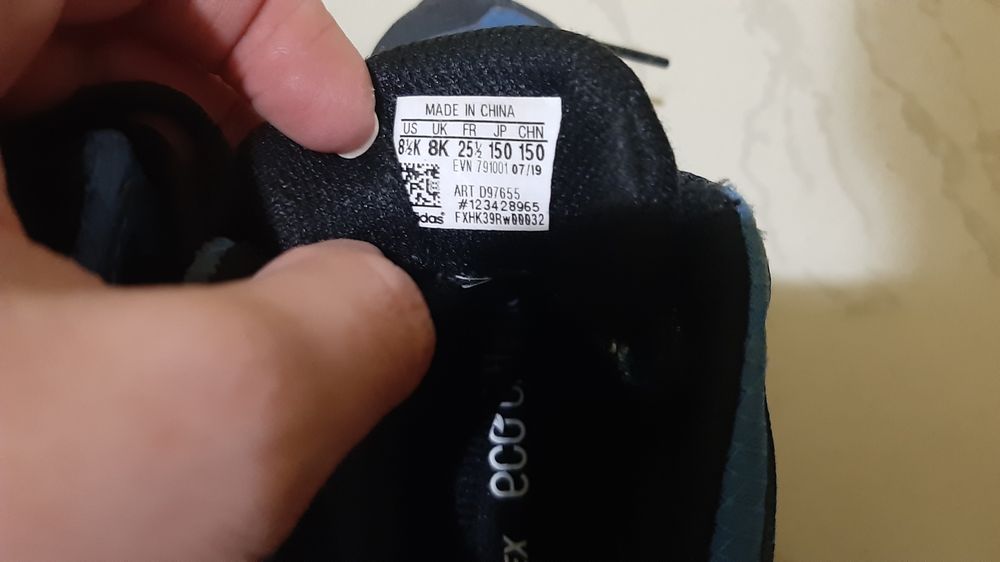 MADE IN CHINA
US UK FR JP CHN
8½K 8K 25½ 150 150
EVN 791001 07/19
ART D97655
#123428965
FXHK39RW00032
adidas
eco